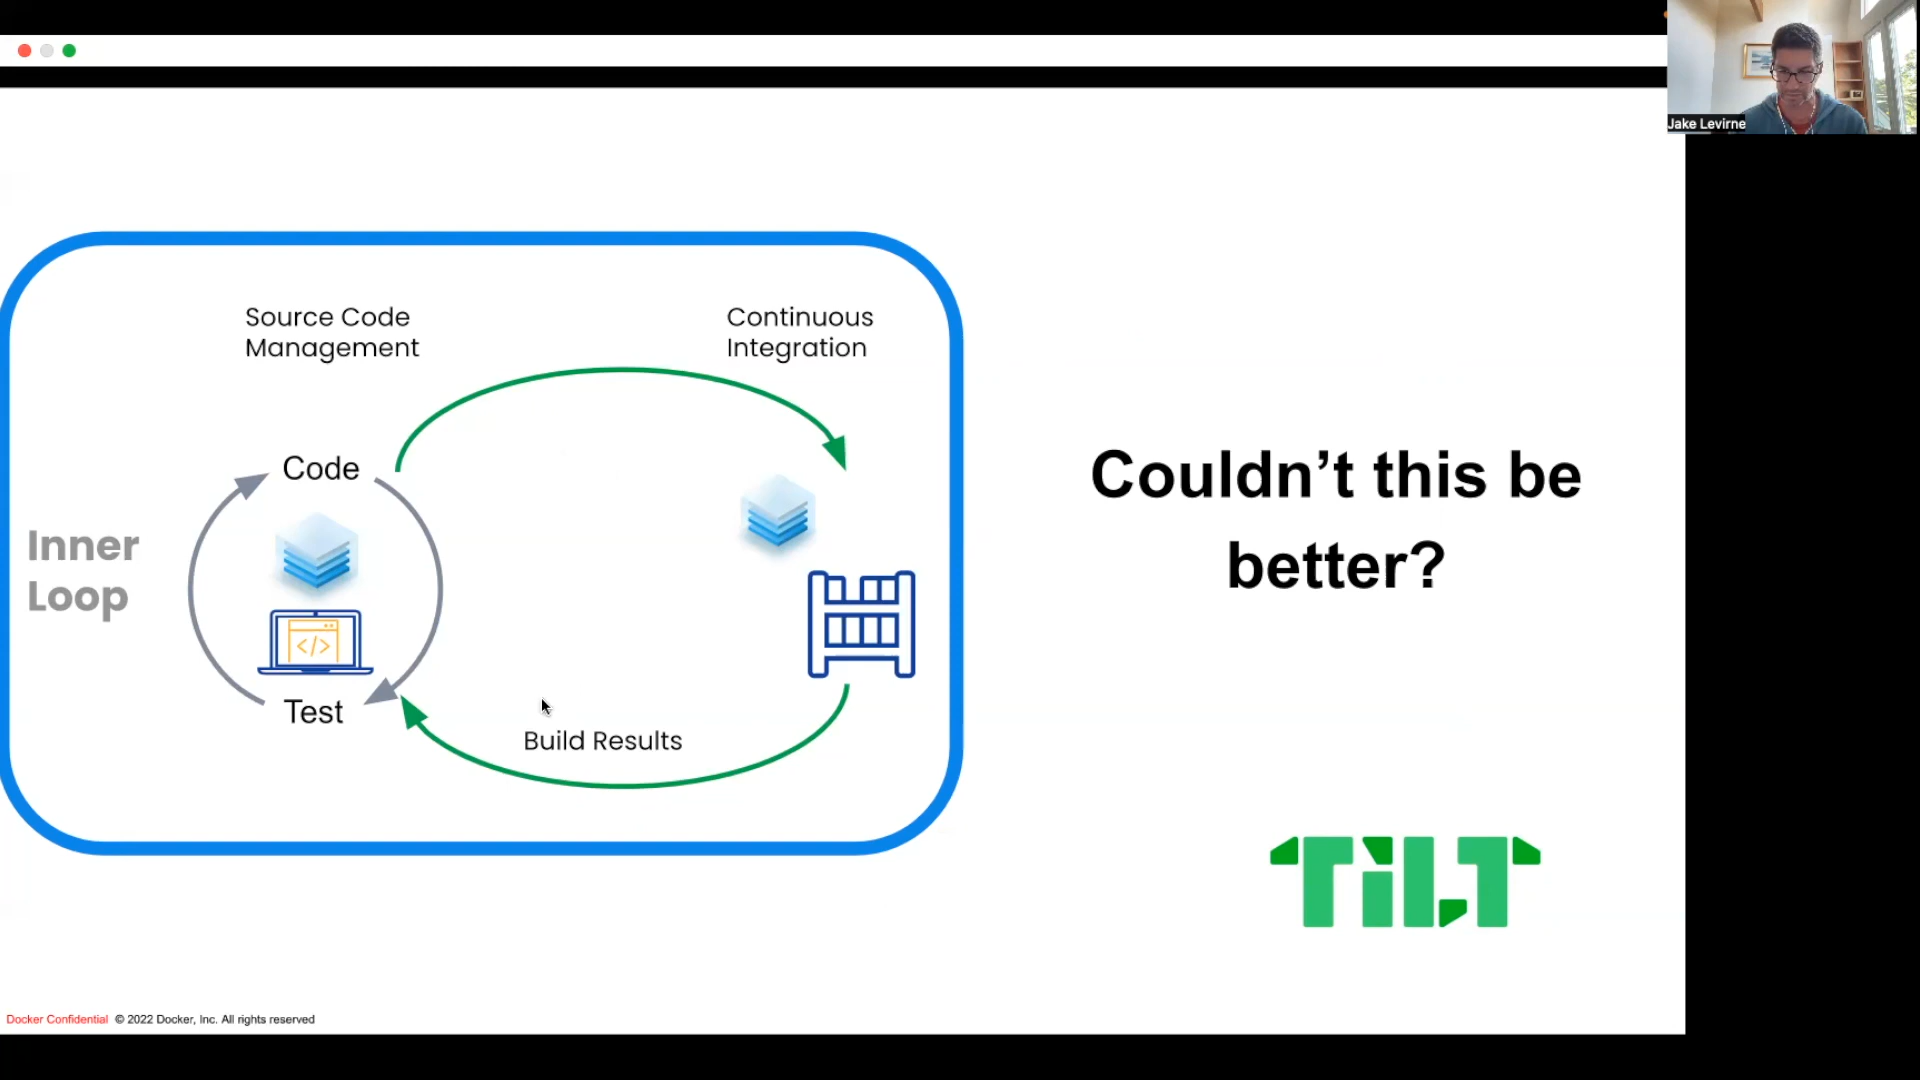 Jake Levirne
Source Code
Management
Continuous
Integration
Code
Inner
Loop
</>
Test
Build Results
Couldn’t this be
better?
TiLT
Docker Confidential © 2022 Docker, Inc. All rights reserved